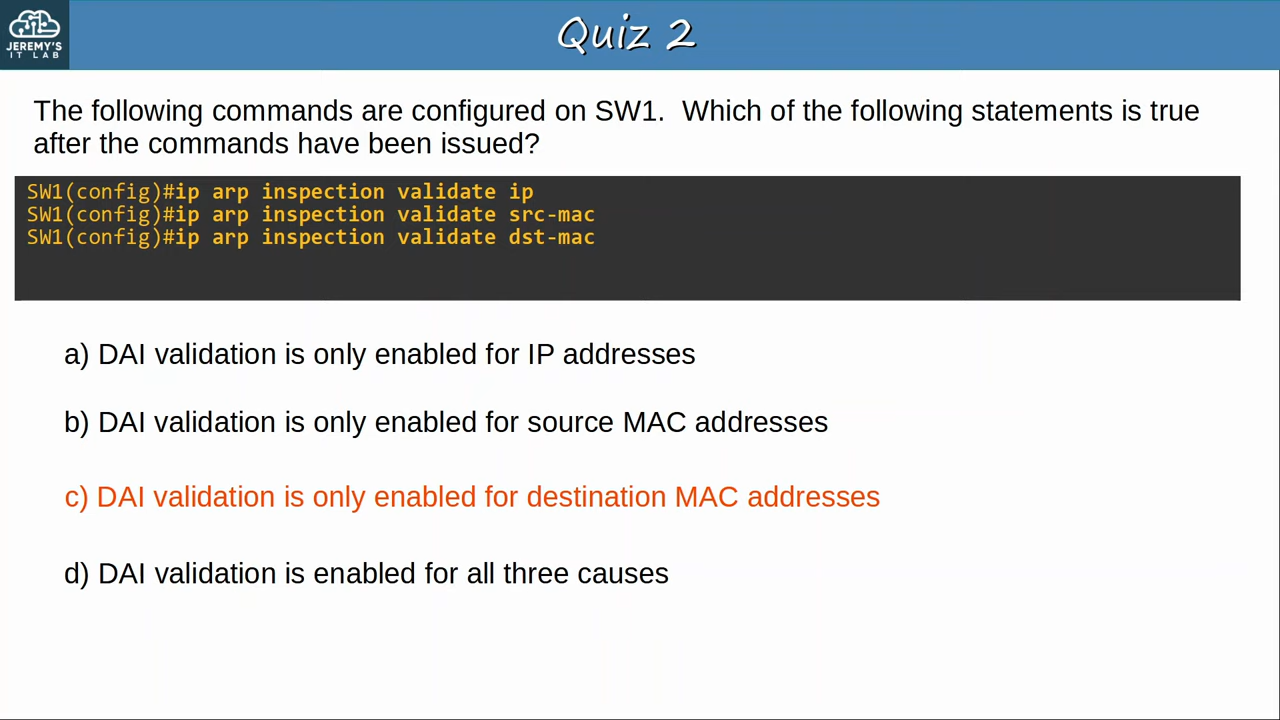 JEREMY'S
IT LAB
Quiz 2
The following commands are configured on SW1. Which of the following statements is true
after the commands have been issued?
SW1(config)#ip arp inspection validate ip
SW1(config)#ip arp inspection validate src-mac
SW1(config)#ip arp inspection validate dst-mac
a) DAI validation is only enabled for IP addresses
b) DAI validation is only enabled for source MAC addresses
c) DAI validation is only enabled for destination MAC addresses
d) DAI validation is enabled for all three causes